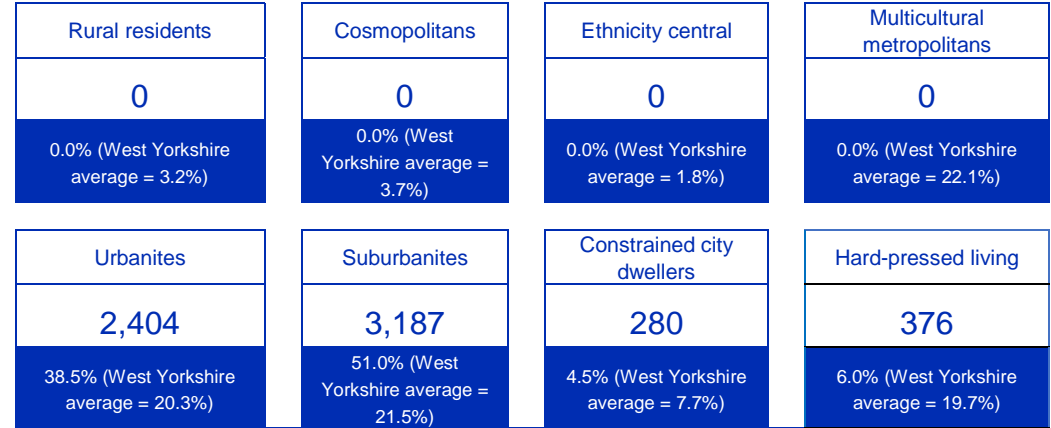 Rural residents
0
0.0% (West Yorkshire
average = 3.2%)
Cosmopolitans
0
0.0% (West
Yorkshire average =
3.7%)
Ethnicity central
0
0.0% (West Yorkshire
average = 1.8%)
Multicultural
metropolitans
0
0.0% (West Yorkshire
average = 22.1%)
Urbanites
2,404
38.5% (West Yorkshire
average = 20.3%)
Suburbanites
3,187
51.0% (West
Yorkshire average =
21.5%)
Constrained city
dwellers
280
4.5% (West Yorkshire
average = 7.7%)
Hard-pressed living
376
6.0% (West Yorkshire
average = 19.7%)